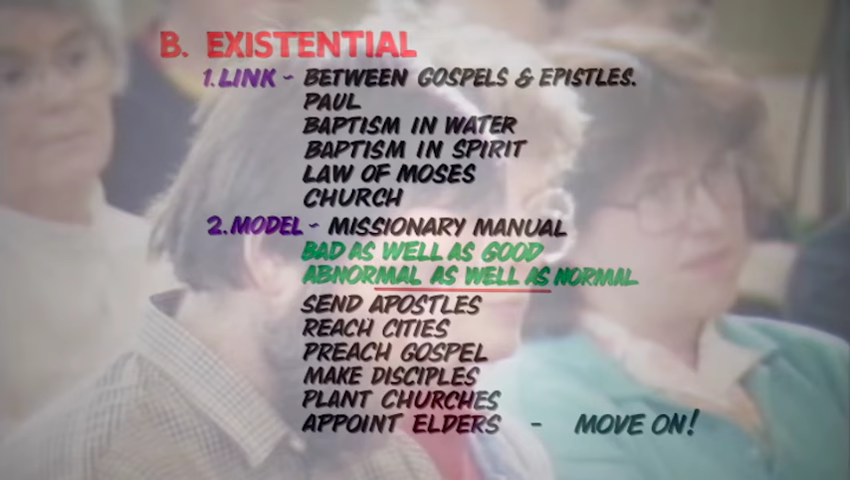 B. EXISTENTIAL
1. LINK ~ BETWEEN GOSPELS & EPISTLES.
PAUL
BAPTISM IN WATER
BAPTISM IN SPIRIT
LAW OF MOSES
CHURCH
2. MODEL ~ MISSIONARY MANUAL
BAD AS WELL AS GOOD
ABNORMAL AS WELL AS NORMAL
SEND APOSTLES
REACH CITIES
PREACH GOSPEL
MAKE DISCIPLES
PLANT CHURCHES
APPOINT ELDERS - MOVE ON!